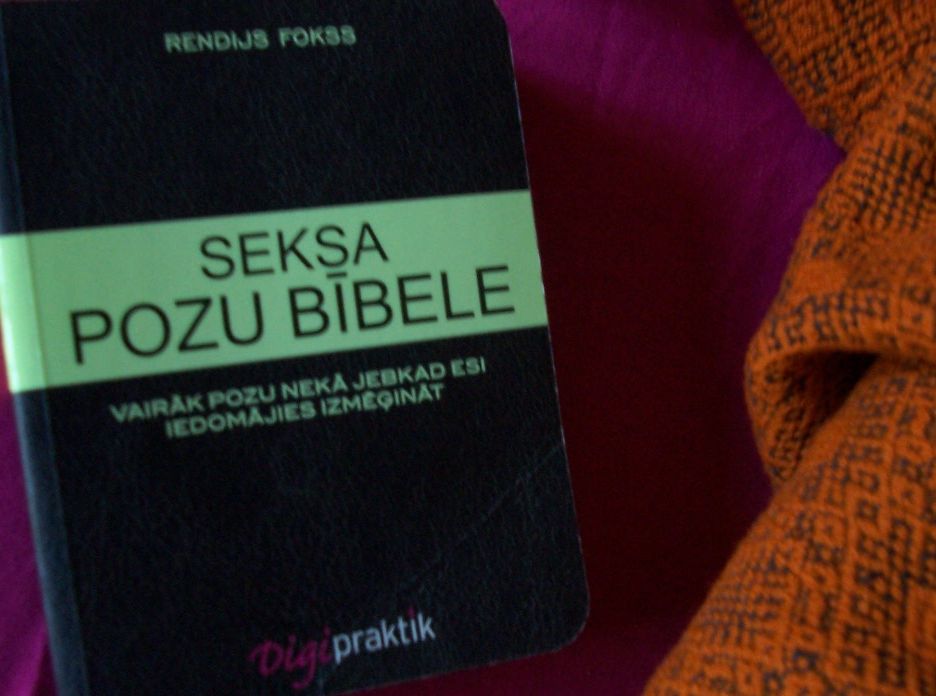 RENDIJS FOKSS
SEKSA
POZU BĪBELE
VAIRĀK POZU NEKĀ JEBKAD ESI
IEDOMĀJIES IZMĒĢINĀT
Digipraktik